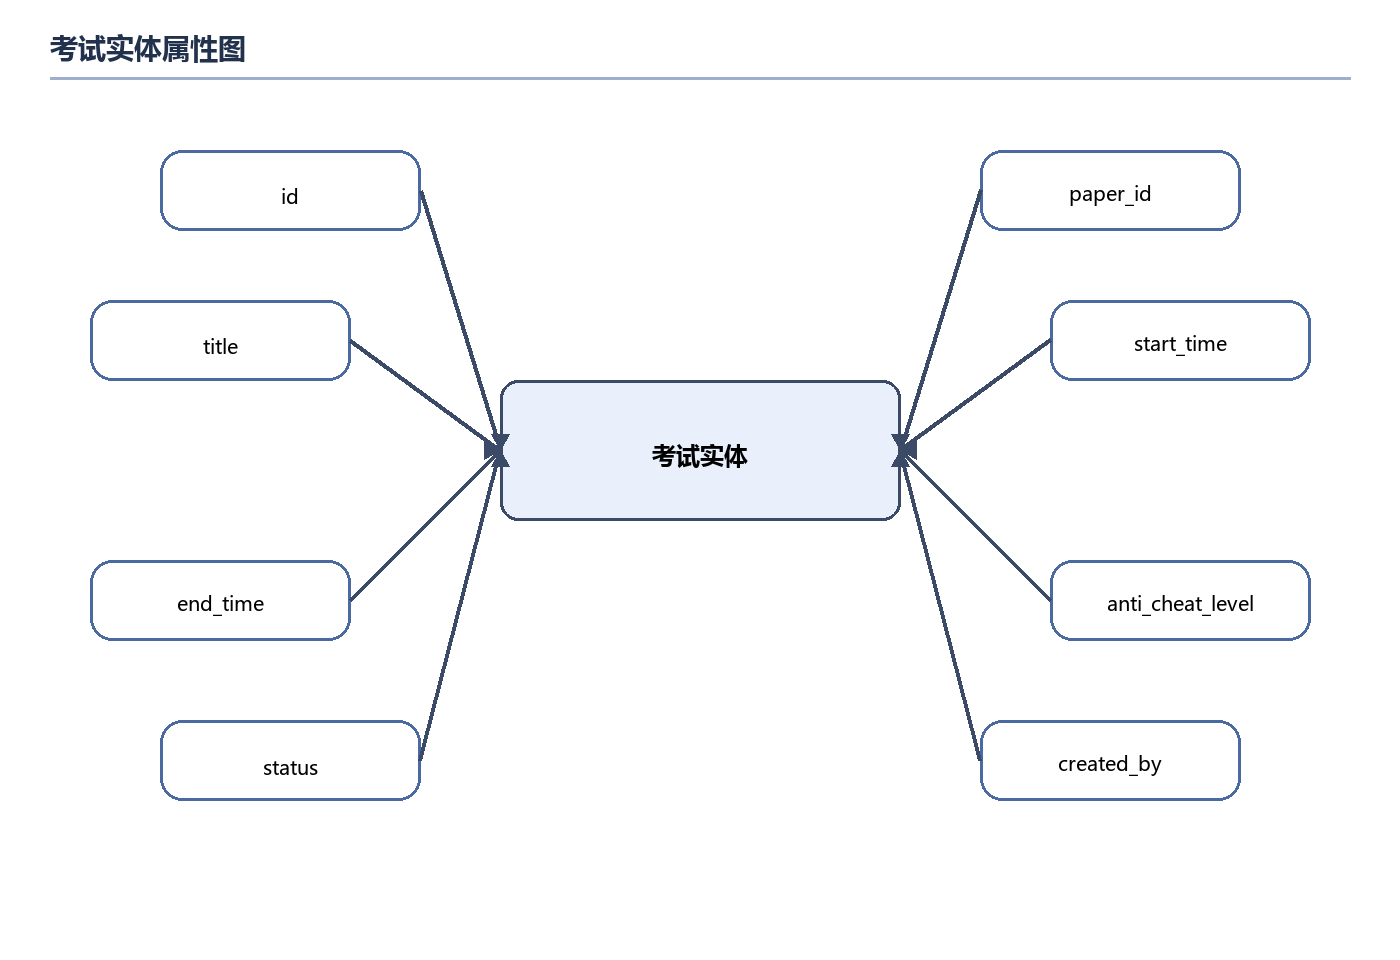 考试实体属性图
id
paper_id
title
start_time
考试实体
end_time
anti_cheat_level
status
created_by